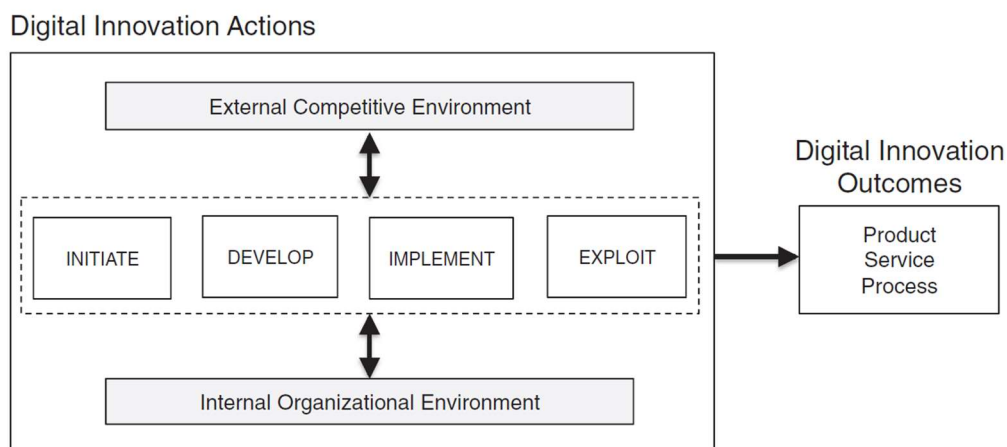 Digital Innovation Actions
External Competitive Environment
INITIATE
DEVELOP
IMPLEMENT
EXPLOIT
Internal Organizational Environment
Digital Innovation
Outcomes
Product
Service
Process